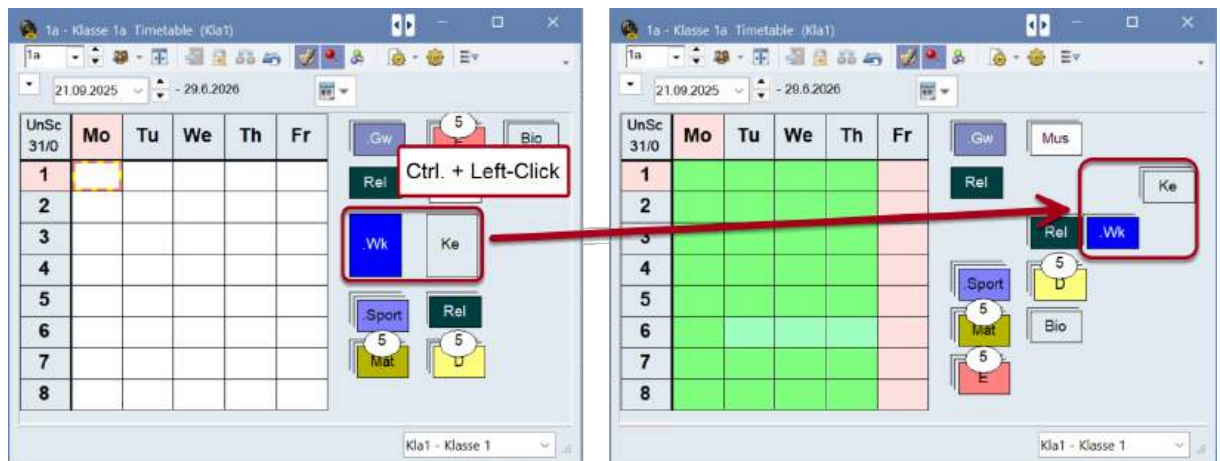 1a - Klasse 1a Timetable (Kla1)
1a
21.09.2025 - 29.6.2026
UnSc 31/0 Mo Tu We Th Fr
1
2
3
4
5
6
7
8
.Gw 5 Bio
Rel
.Wk Ke
.Sport Rel
5 Mat 5 D
Ctrl. + Left-Click
Kla1 - Klasse 1
1a - Klasse 1a Timetable (Kla1)
1a
21.09.2025 - 29.6.2026
UnSc 31/0 Mo Tu We Th Fr
1
2
3
4
5
6
7
8
.Gw Mus
Rel Ke
Rel .Wk
.Sport 5 D
5 Mat Bio
5 E
Kla1 - Klasse 1